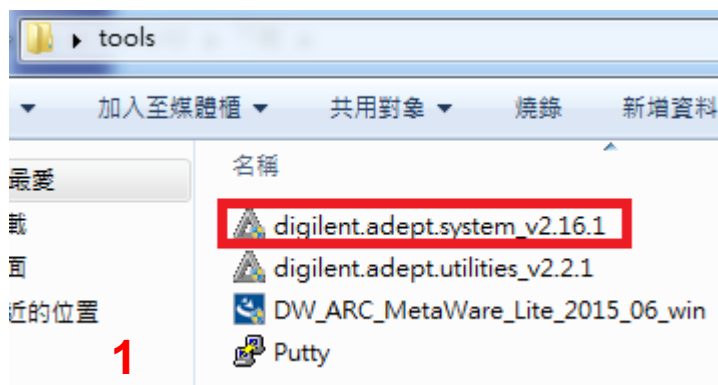 tools
加入至媒體櫃 共用對象 燒錄 新增資料
最愛
名稱
載
digilent.adept.system_v2.16.1
面
digilent.adept.utilities_v2.2.1
近的位置
DW_ARC_MetaWare_Lite_2015_06_win
1
Putty